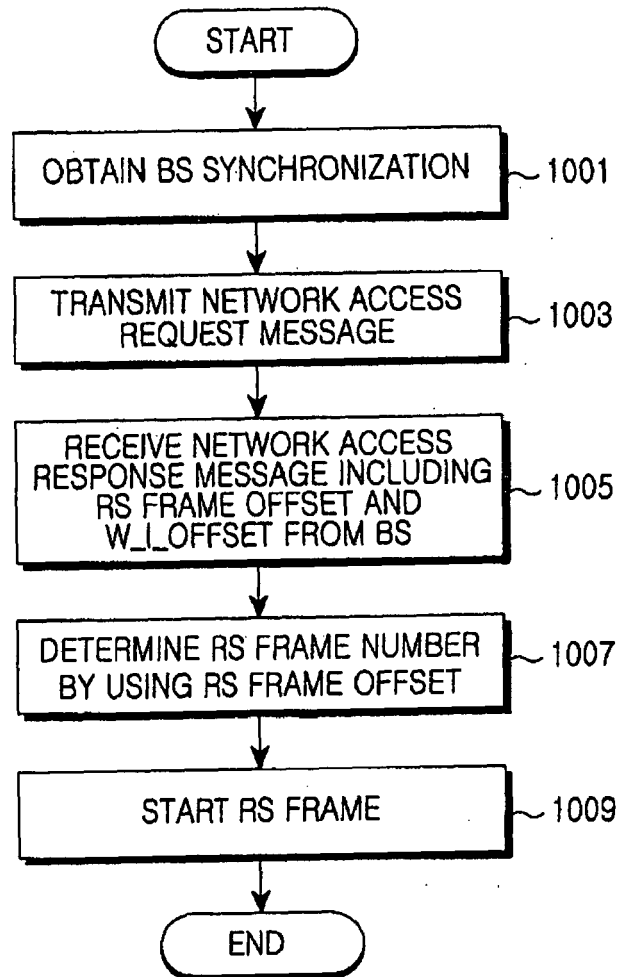 START
OBTAIN BS SYNCHRONIZATION
1001
TRANSMIT NETWORK ACCESS
REQUEST MESSAGE
1003
RECEIVE NETWORK ACCESS
RESPONSE MESSAGE INCLUDING
RS FRAME OFFSET AND
W_I_OFFSET FROM BS
1005
DETERMINE RS FRAME NUMBER
BY USING RS FRAME OFFSET
1007
START RS FRAME
1009
END